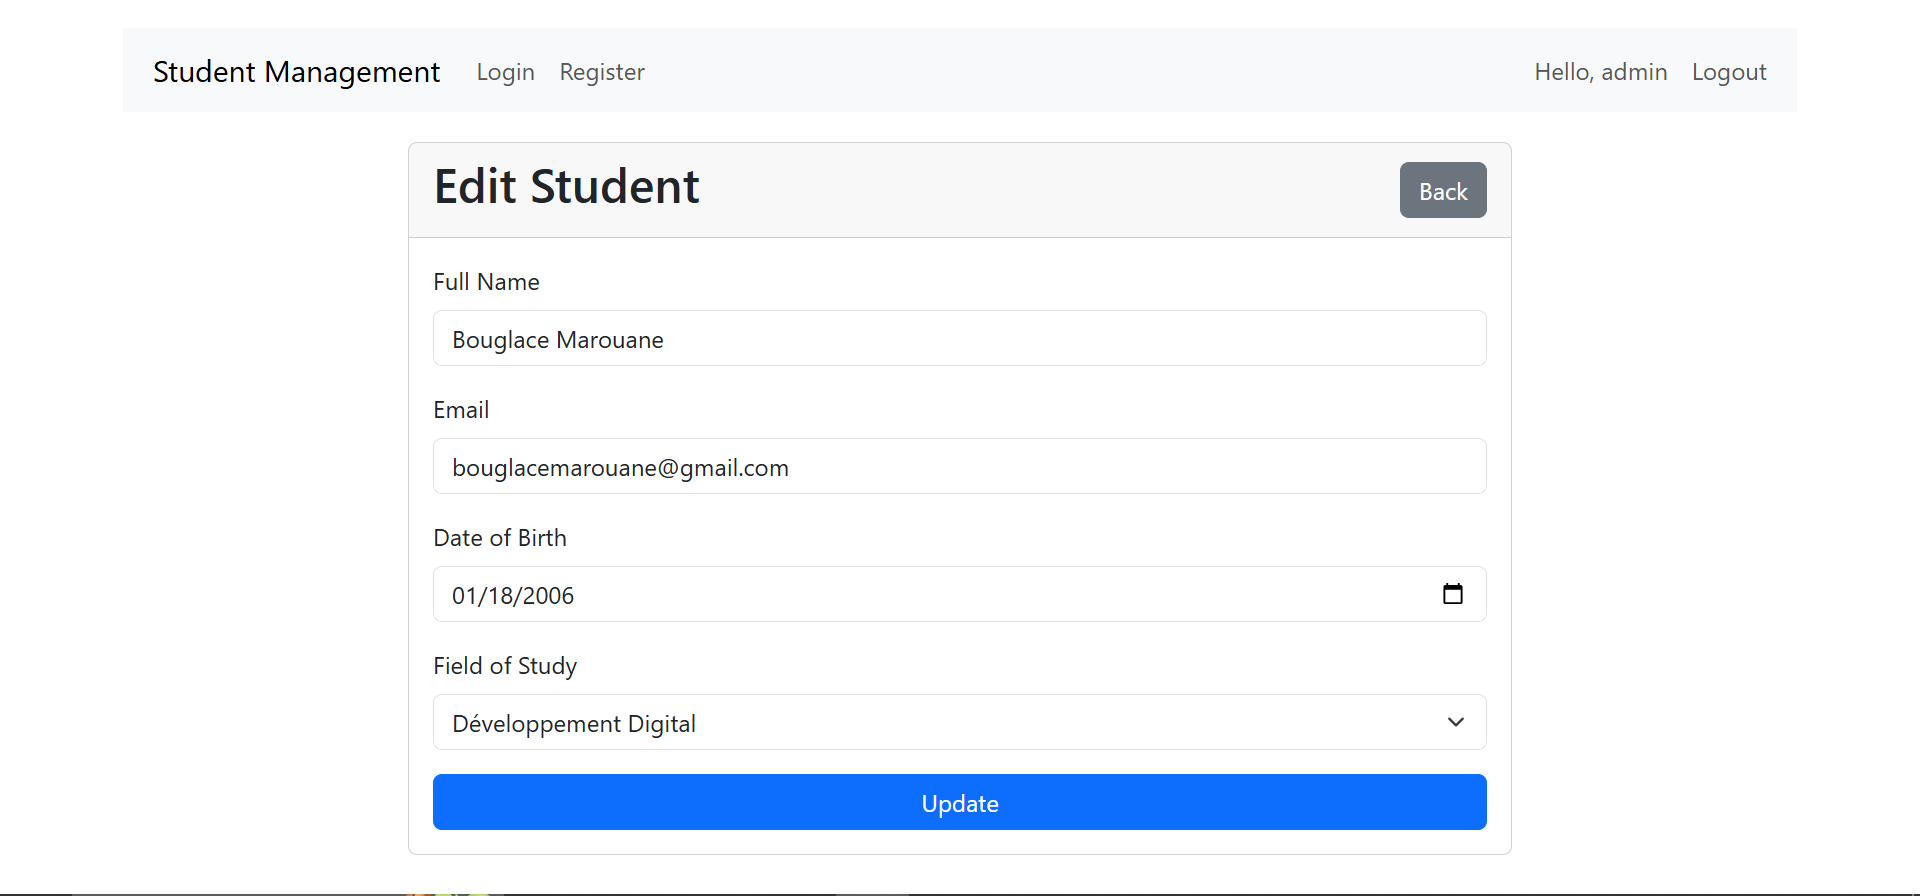 Student Management Login Register Hello, admin Logout
Edit Student Back
Full Name
Bouglace Marouane
Email
bouglacemarouane@gmail.com
Date of Birth
01/18/2006
Field of Study
Développement Digital
Update